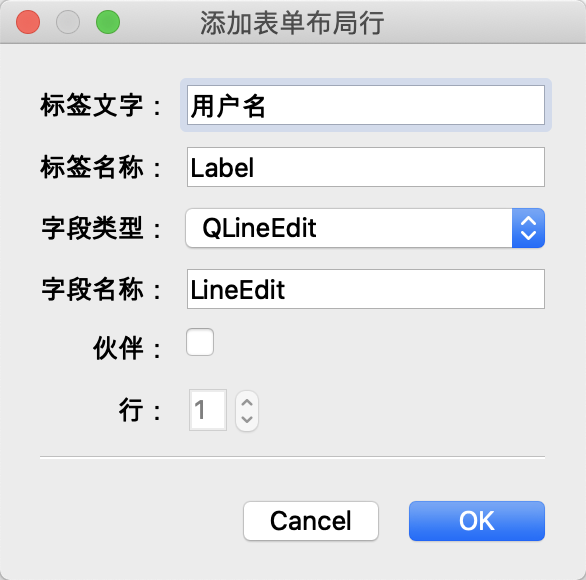 添加表单布局行
标签文字： 用户名
标签名称： Label
字段类型： QLineEdit
字段名称： LineEdit
伙伴：
行： 1
Cancel OK